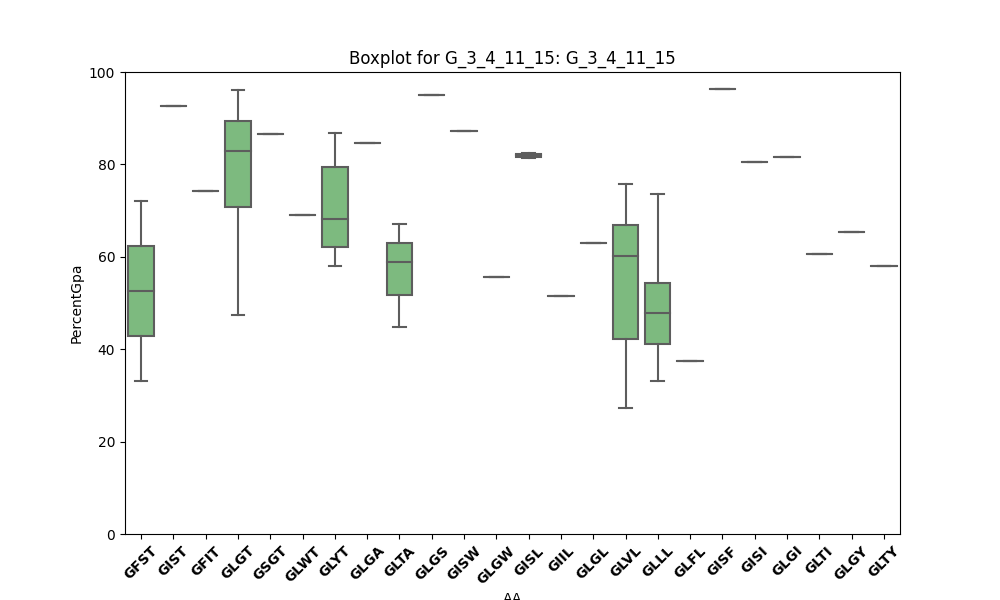 Boxplot for G_3_4_11_15: G_3_4_11_15
PercentGpa
100
80
60
40
20
0
GFST GIST GFIT GLGT GSGT GLWT GLYT GLGA GLTA GLGS GISW GLGW GISL GIIL GLGL GLVL GLLL GLFL GISF GISI GLGI GLTI GLGY GLTY
AA